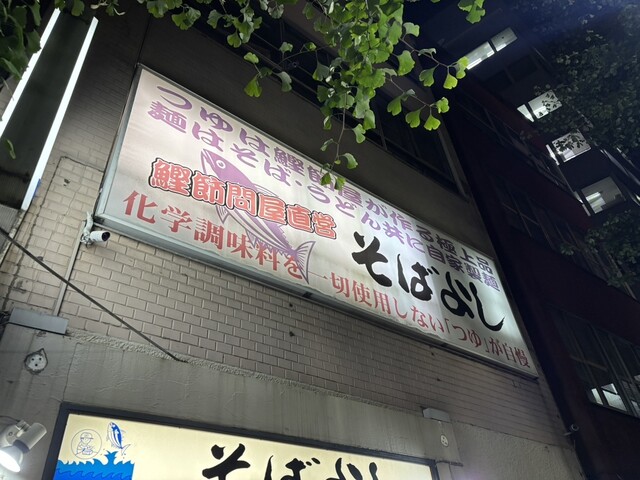 つゆは鰹節問屋が作る極上品
麺はそば・うどん共に自家製麺
鰹節問屋直営
そばよし
化学調味料を一切使用しない「つゆ」が自慢
そばよし